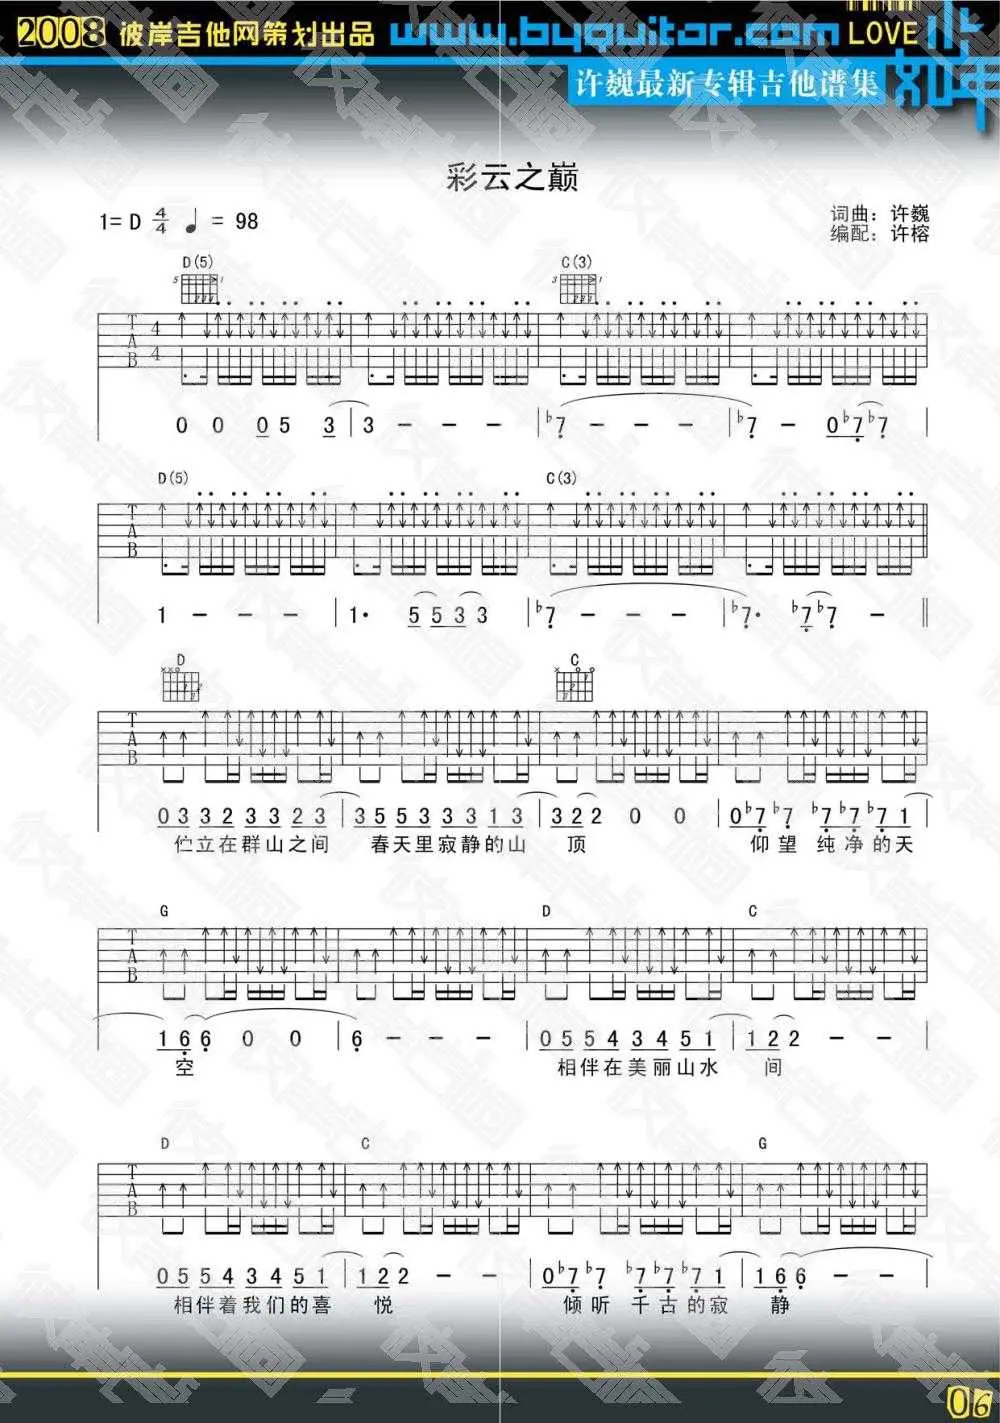 2008 彼岸吉他网策划出品 www.byguitar.com LOVE
许巍最新专辑吉他谱集
彩云之巅
1= D 4/4 ♩ = 98
词曲：许巍
编配：许榕
D(5) C(3)
5 1 3 1
T A B 4 4
0 0 0 5 3 | 3 - - - | ♭7 - - - | ♭7 - 0 ♭7 ♭7
D(5) C(3)
T A B
1 - - - | 1· 5 5 3 3 | ♭7 - - - | ♭7· ♭7 ♭7 - ‖
D C
T A B
0 3 3 2 3 3 2 3 | 3 5 5 3 3 3 1 3 | 3 2 2 0 0 | 0 ♭7 ♭7 ♭7 ♭7 ♭7 1
伫立在群山之间 春天里寂静的山 顶 仰望 纯净的天
G D C
T A B
1 6 6 0 0 | 6 - - - | 0 5 5 4 3 4 5 1 | 1 2 2 - -
空 相伴在美丽山水 间
D C G
T A B
0 5 5 4 3 4 5 1 | 1 2 2 - - | 0 ♭7 ♭7 ♭7 ♭7 ♭7 1 | 1 6 6 - -
相伴着我们的喜 悦 倾听 千古的寂 静
06